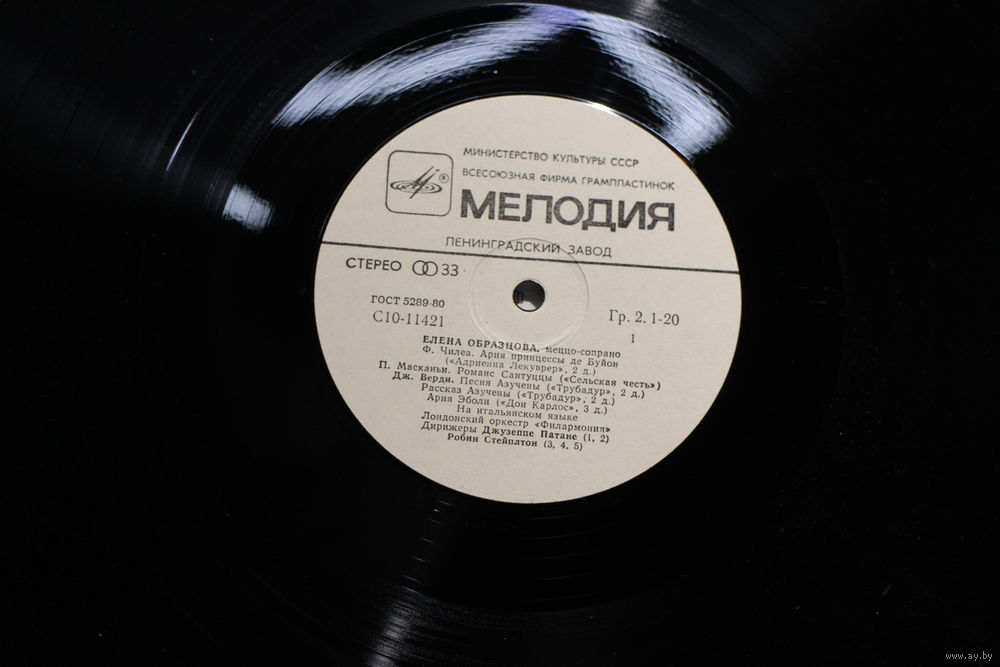 МИНИСТЕРСТВО КУЛЬТУРЫ СССР
ВСЕСОЮЗНАЯ ФИРМА ГРАМПЛАСТИНОК
®
МЕЛОДИЯ
ЛЕНИНГРАДСКИЙ ЗАВОД
СТЕРЕО 33
ГОСТ 5289-80
С10-11421
Гр. 2. 1-20
1
ЕЛЕНА ОБРАЗЦОВА, меццо-сопрано
Ф. Чилеа. Ария принцессы де Буйон
(«Адриенна Лекуврер», 2 д.)
П. Масканьи. Романс Сантуццы («Сельская честь»)
Дж. Верди. Песня Азучены («Трубадур», 2 д.)
Рассказ Азучены («Трубадур», 2 д.)
Ария Эболи («Дон Карлос», 3 д.)
На итальянском языке
Лондонский оркестр «Филармония»
Дирижеры Джузеппе Патане (1, 2)
Робин Стейплтон (3, 4, 5)
www.ay.by